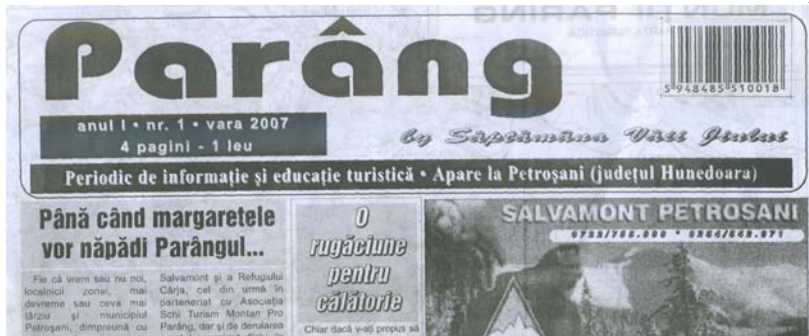 Parâng
5 948485 510018
anul I • nr. 1 • vara 2007
4 pagini - 1 leu
by Săptămâna Văii Jiului
Periodic de informație și educație turistică • Apare la Petroșani (județul Hunedoara)
Până când margaretele
vor năpădi Parângul...
Fie că vrem sau nu noi,
localnicii zonei, mai
devreme sau ceva mai
târziu și municipiul
Petroșani, dimpreună cu
Salvamont și a Refugiului
Cârja, cel din urmă în
parteneriat cu Asociația
Schi Turism Montan Pro
Parâng, dar și de derularea
O
rugăciune
pentru
călătorie
Chiar dacă v-ați propus să
SALVAMONT PETROȘANI